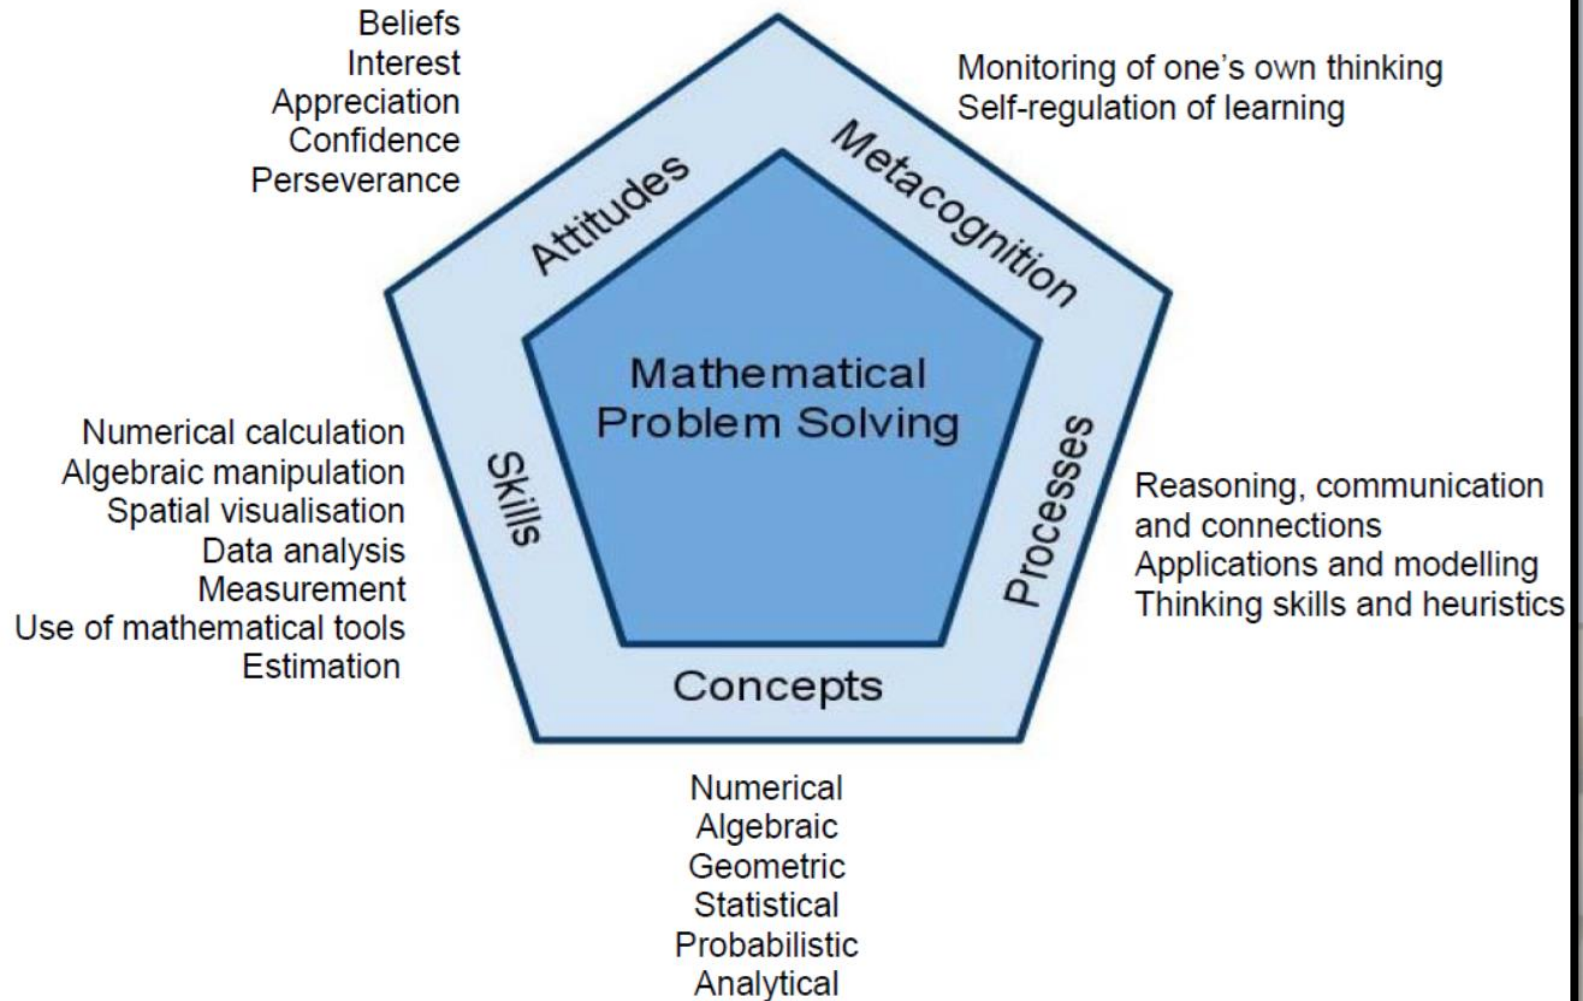 Beliefs
Interest
Appreciation
Confidence
Perseverance
Monitoring of one's own thinking
Self-regulation of learning
Attitudes
Metacognition
Mathematical
Problem Solving
Numerical calculation
Algebraic manipulation
Spatial visualisation
Data analysis
Measurement
Use of mathematical tools
Estimation
Skills
Processes
Reasoning, communication
and connections
Applications and modelling
Thinking skills and heuristics
Concepts
Numerical
Algebraic
Geometric
Statistical
Probabilistic
Analytical